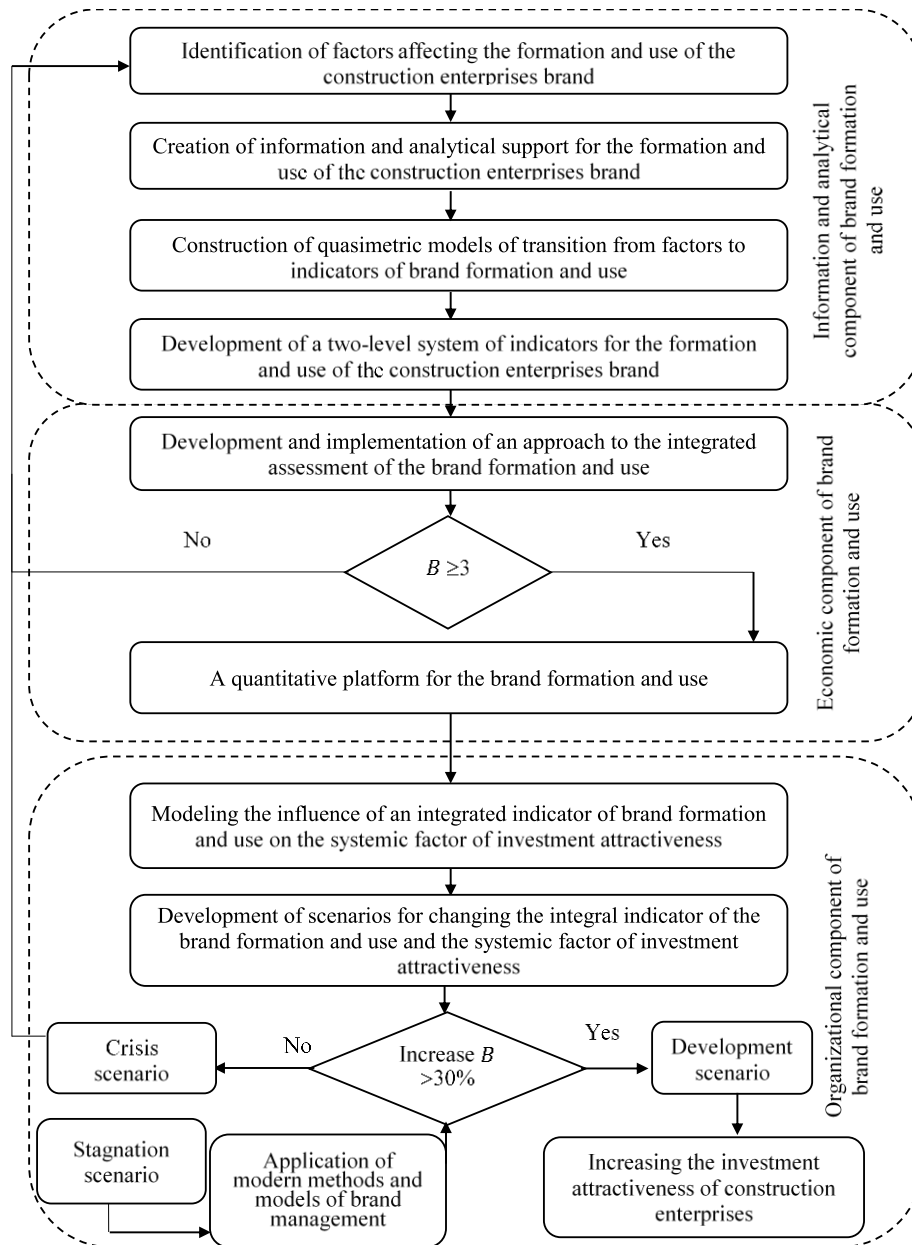 Identification of factors affecting the formation and use of the
construction enterprises brand
Creation of information and analytical support for the formation and
use of the construction enterprises brand
Construction of quasimetric models of transition from factors to
indicators of brand formation and use
Development of a two-level system of indicators for the formation
and use of the construction enterprises brand
Information and analytical
component of brand formation
and use
Development and implementation of an approach to the integrated
assessment of the brand formation and use
No
Yes
B ≥3
A quantitative platform for the brand formation and use
Economic component of brand
formation and use
Modeling the influence of an integrated indicator of brand formation
and use on the systemic factor of investment attractiveness
Development of scenarios for changing the integral indicator of the
brand formation and use and the systemic factor of investment
attractiveness
Organizational component of
brand formation and use
Crisis
scenario
No
Increase B
>30%
Yes
Development
scenario
Stagnation
scenario
Application of
modern methods and
models of brand
management
Increasing the investment
attractiveness of construction
enterprises